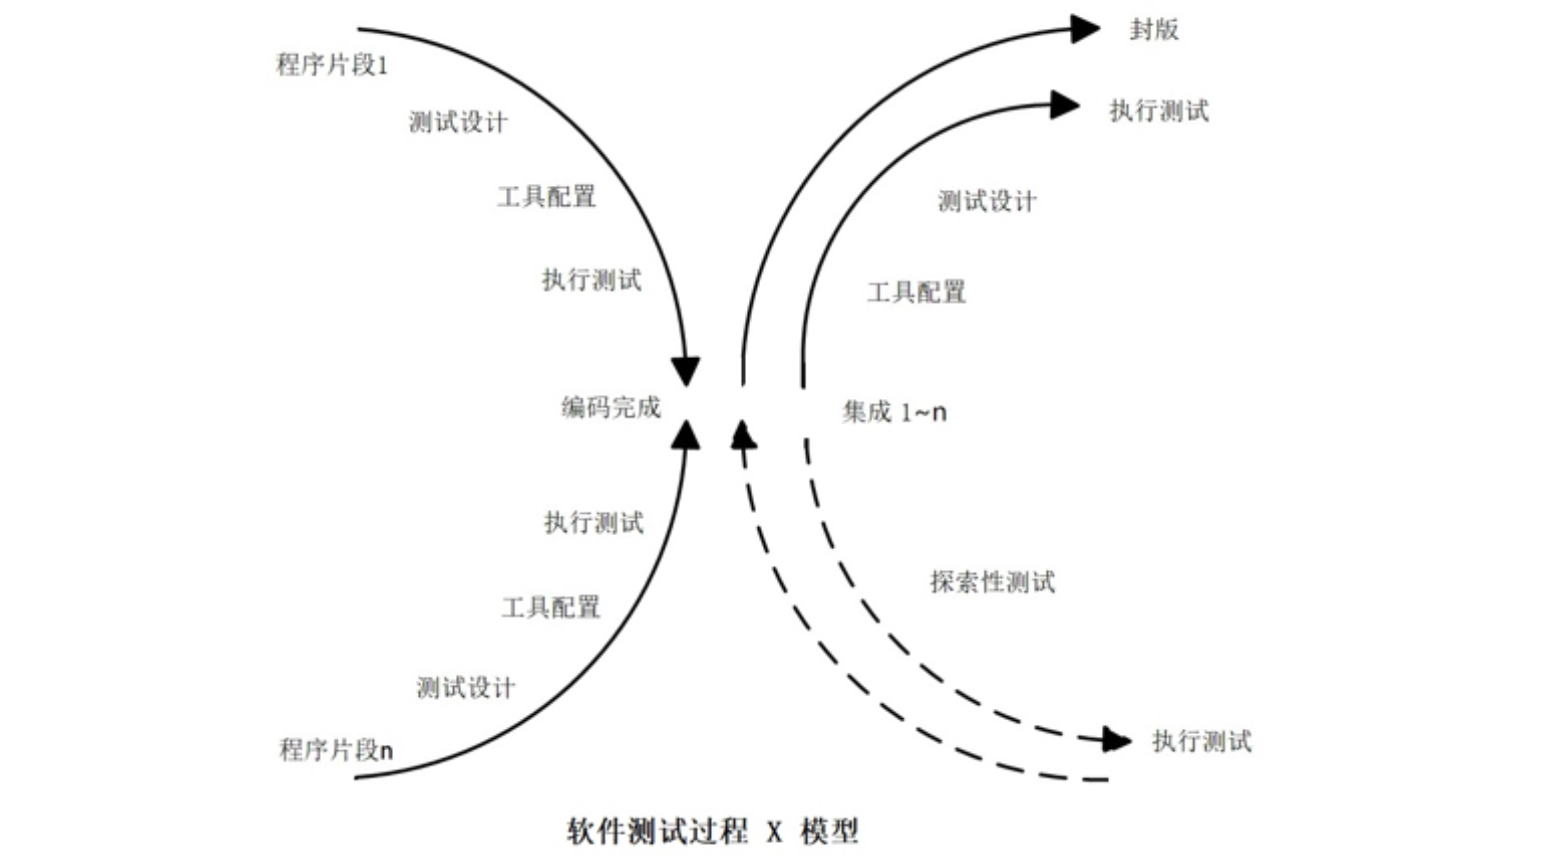 程序片段1
测试设计
工具配置
执行测试
编码完成
执行测试
工具配置
测试设计
程序片段n
封版
执行测试
测试设计
工具配置
集成 1~n
探索性测试
执行测试
软件测试过程 X 模型